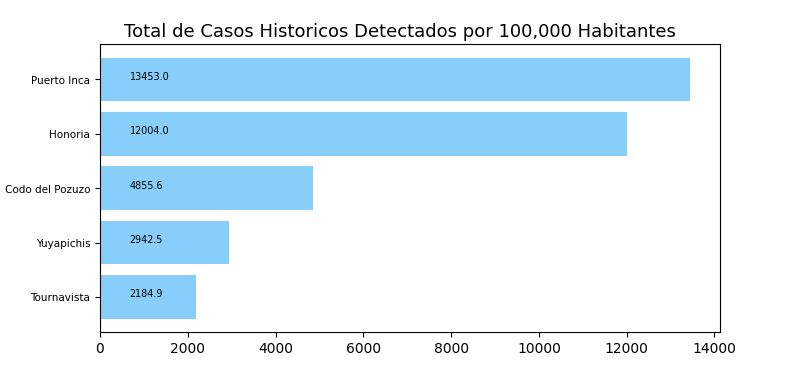 Total de Casos Historicos Detectados por 100,000 Habitantes
Puerto Inca 13453.0
Honoria 12004.0
Codo del Pozuzo 4855.6
Yuyapichis 2942.5
Tournavista 2184.9
0 2000 4000 6000 8000 10000 12000 14000